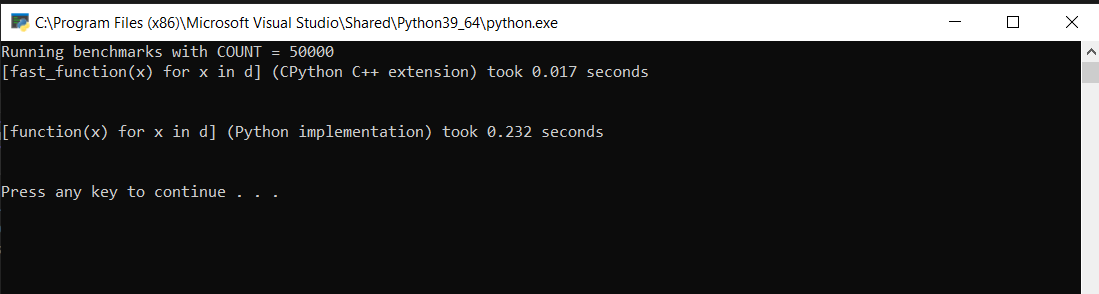 C:\Program Files (x86)\Microsoft Visual Studio\Shared\Python39_64\python.exe
Running benchmarks with COUNT = 50000
[fast_function(x) for x in d] (CPython C++ extension) took 0.017 seconds
[function(x) for x in d] (Python implementation) took 0.232 seconds
Press any key to continue . . .